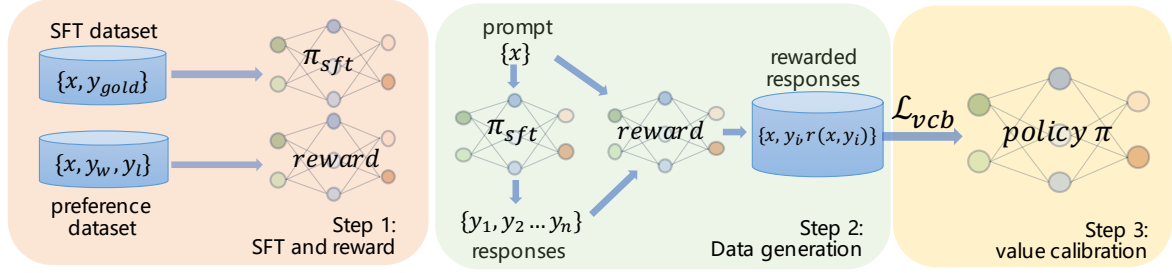 SFT dataset
{x, y_gold}
π_sft
{x, y_w, y_l}
reward
preference
dataset
Step 1:
SFT and reward
prompt
{x}
π_sft
reward
{y_1, y_2 … y_n}
responses
rewarded
responses
{x, y_i, r(x, y_i)}
Step 2:
Data generation
ℒ_vcb
policy π
Step 3:
value calibration